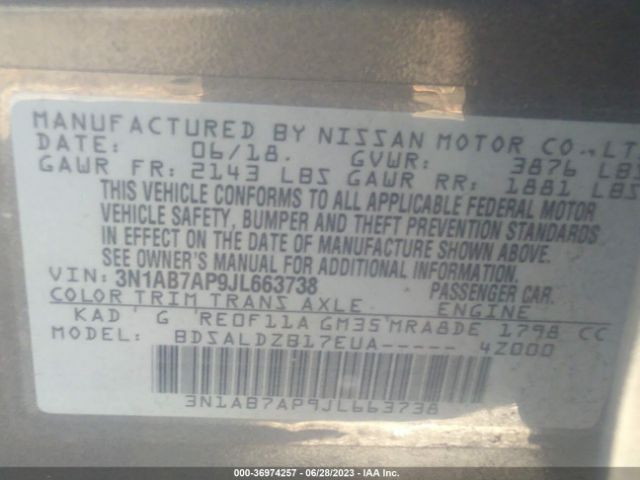 MANUFACTURED BY NISSAN MOTOR CO., LT
DATE: 06/18. GVWR: 3876 LBS
GAWR FR: 2143 LBS GAWR RR: 1881 LBS
THIS VEHICLE CONFORMS TO ALL APPLICABLE FEDERAL MOTOR
VEHICLE SAFETY, BUMPER AND THEFT PREVENTION STANDARDS
IN EFFECT ON THE DATE OF MANUFACTURE SHOWN ABOVE.
SEE OWNER'S MANUAL FOR ADDITIONAL INFORMATION.
VIN: 3N1AB7AP9JL663738 PASSENGER CAR.
COLOR TRIM TRANS AXLE ENGINE
KAD G RE0F11A GM35 MRA8DE 1798 CC
MODEL: BDSALDZB17EUA----- 4Z000
3N1AB7AP9JL663738
000-36974257 - 06/28/2023 - IAA Inc.